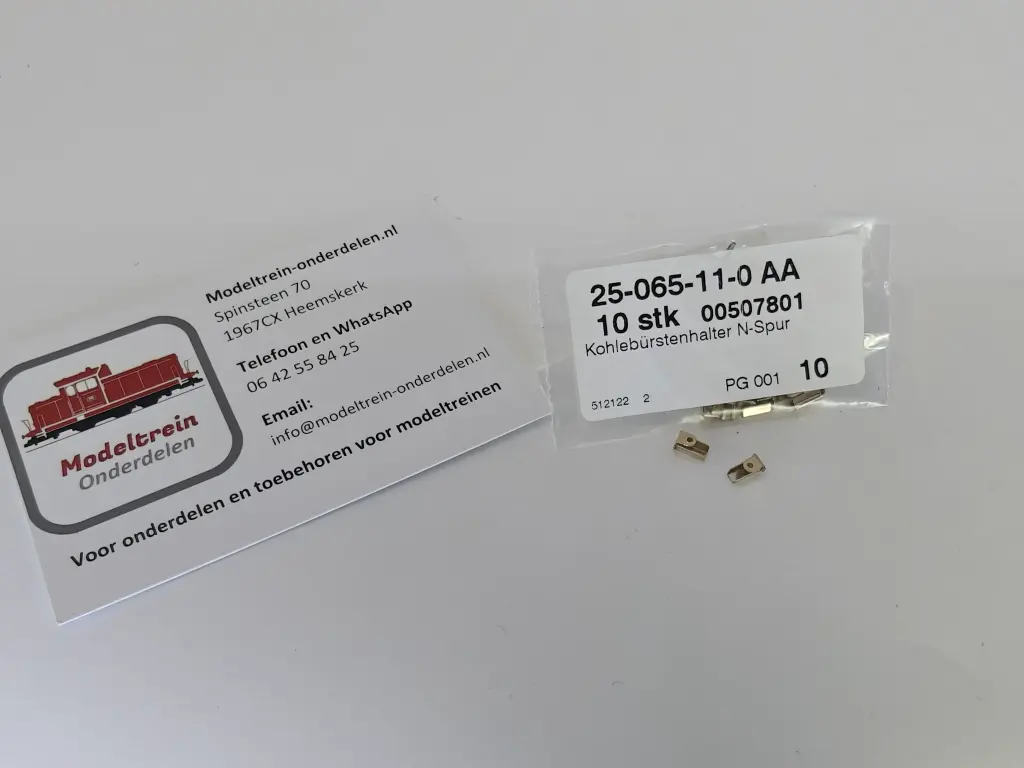 Modeltrein-onderdelen.nl
Spinsteen 70
1967CX Heemskerk
Telefoon en WhatsApp
06 42 55 84 25
Email:
info@modeltrein-onderdelen.nl
Modeltrein
Onderdelen
Voor onderdelen en toebehoren voor modeltreinen
25-065-11-0 AA
10 stk 00507801
Kohlebürstenhalter N-Spur
PG 001 10
512122 2